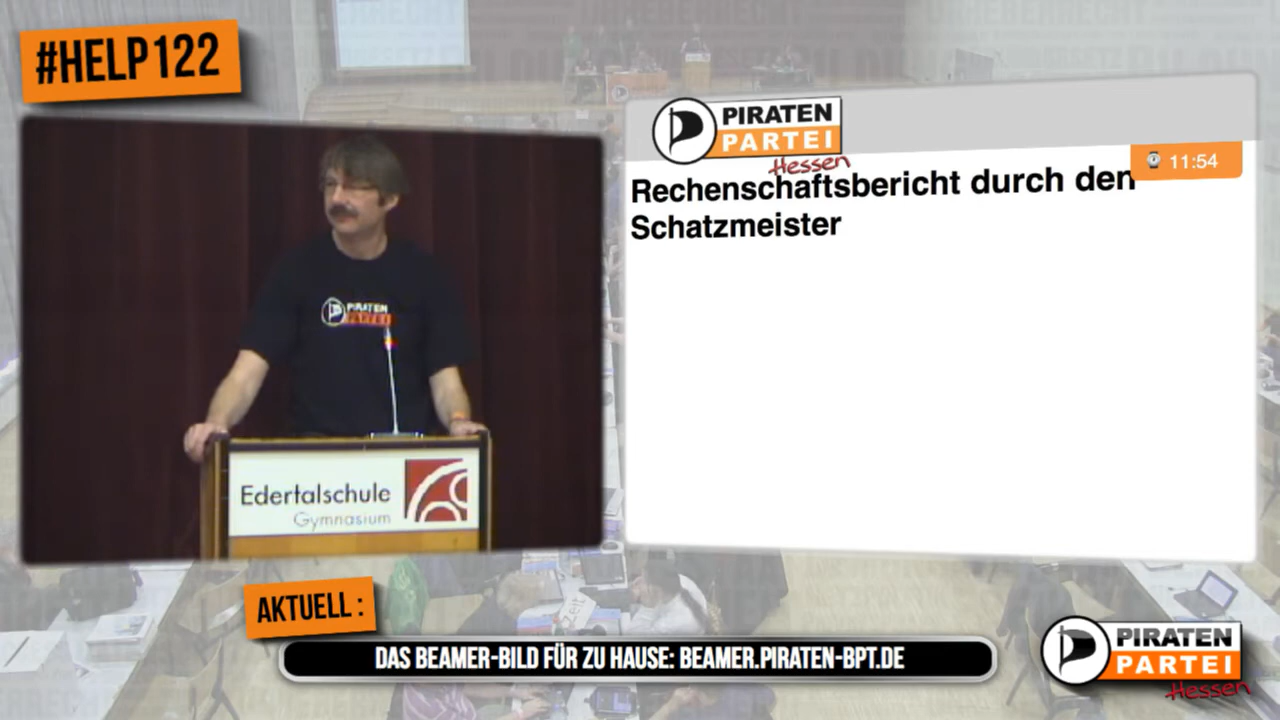 #HELP122
PIRATEN
PARTEI
Hessen
11:54
Rechenschaftsbericht durch den
Schatzmeister
PIRATEN
PARTEI
Edertalschule
Gymnasium
AKTUELL :
DAS BEAMER-BILD FÜR ZU HAUSE: BEAMER.PIRATEN-BPT.DE
PIRATEN
PARTEI
Hessen